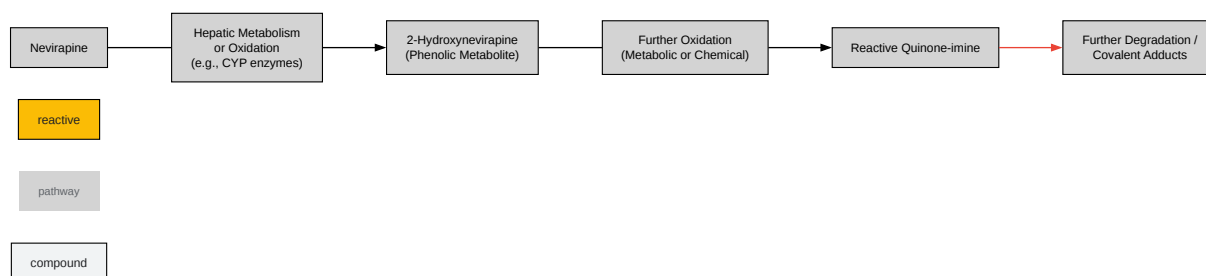 Nevirapine
Hepatic Metabolism
or Oxidation
(e.g., CYP enzymes)
2-Hydroxynevirapine
(Phenolic Metabolite)
Further Oxidation
(Metabolic or Chemical)
Reactive Quinone-imine
Further Degradation /
Covalent Adducts
reactive
pathway
compound